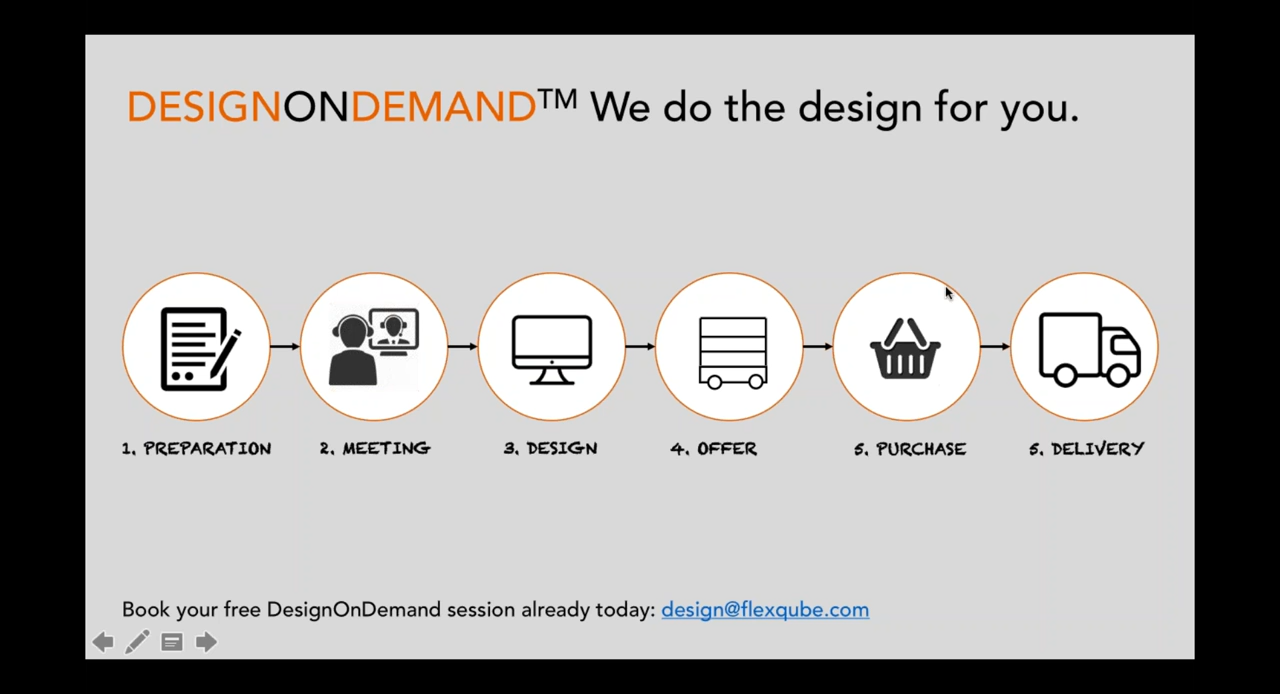 DESIGNONDEMAND™ We do the design for you.
1. PREPARATION
2. MEETING
3. DESIGN
4. OFFER
5. PURCHASE
5. DELIVERY
Book your free DesignOnDemand session already today: design@flexqube.com